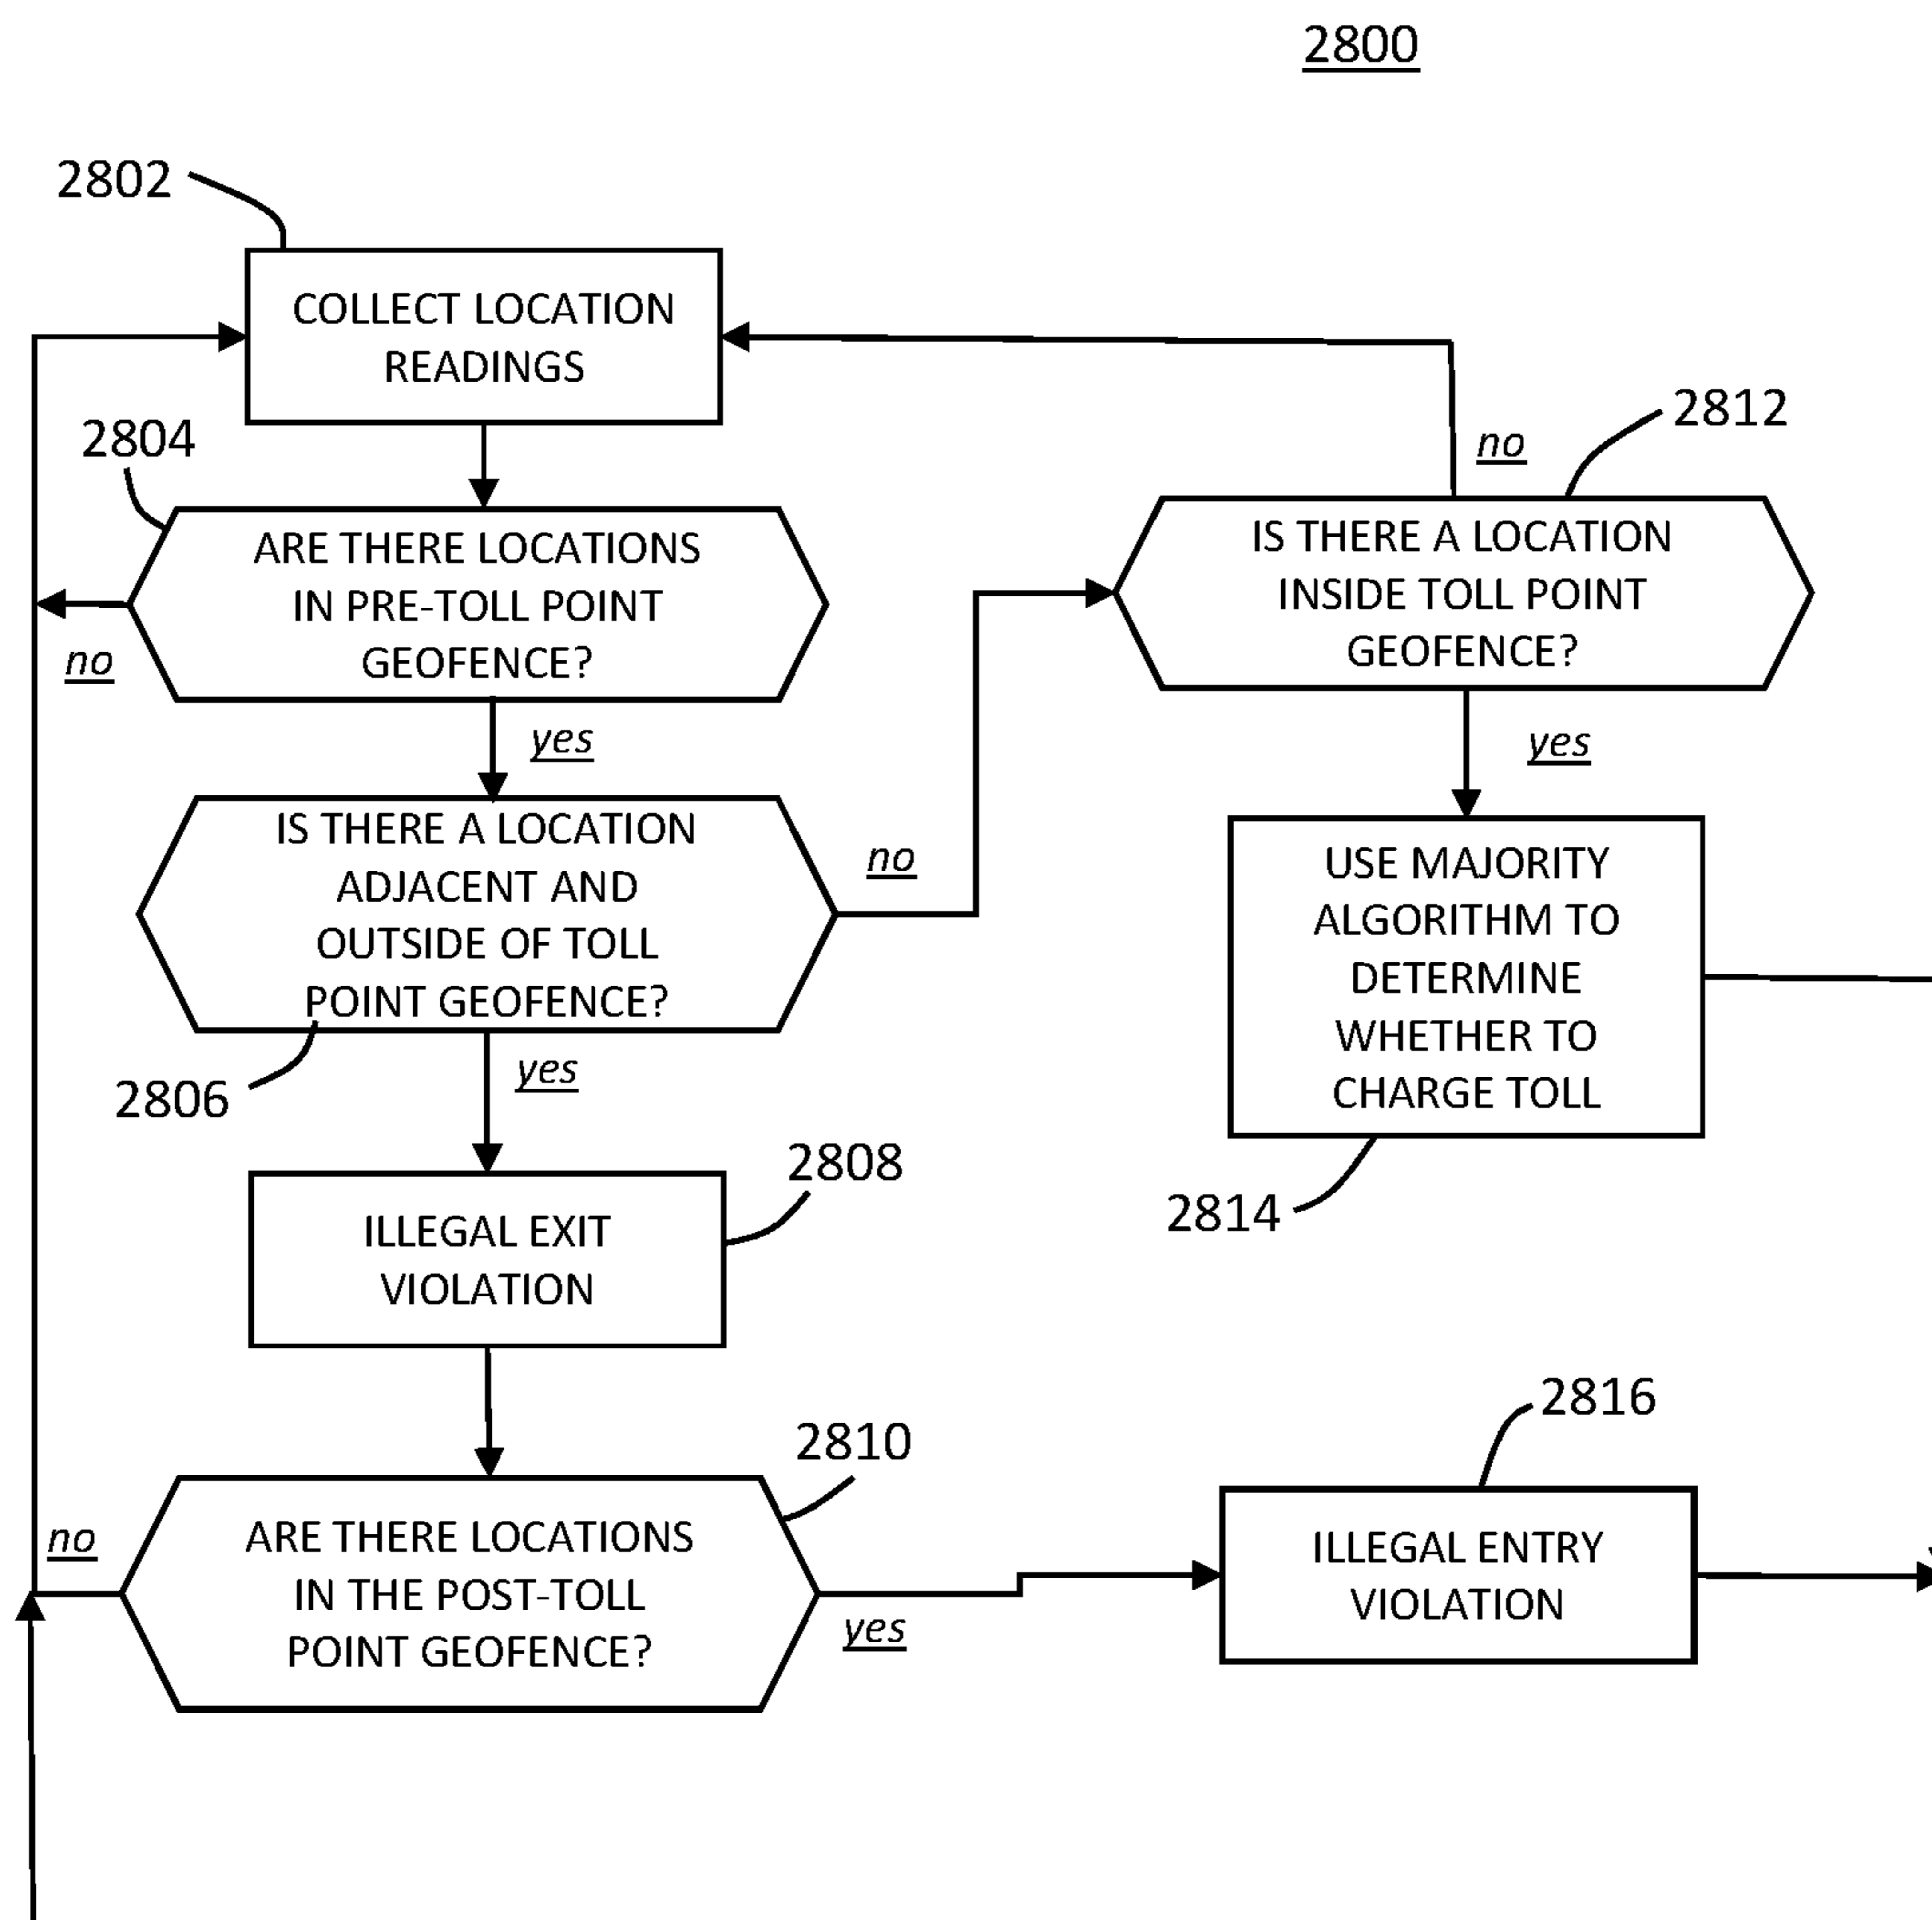 2800
2802
COLLECT LOCATION
READINGS
2804
ARE THERE LOCATIONS
IN PRE-TOLL POINT
GEOFENCE?
no
yes
IS THERE A LOCATION
ADJACENT AND
OUTSIDE OF TOLL
POINT GEOFENCE?
no
2806
yes
2808
ILLEGAL EXIT
VIOLATION
2810
ARE THERE LOCATIONS
IN THE POST-TOLL
POINT GEOFENCE?
no
yes
2812
no
IS THERE A LOCATION
INSIDE TOLL POINT
GEOFENCE?
yes
USE MAJORITY
ALGORITHM TO
DETERMINE
WHETHER TO
CHARGE TOLL
2814
2816
ILLEGAL ENTRY
VIOLATION